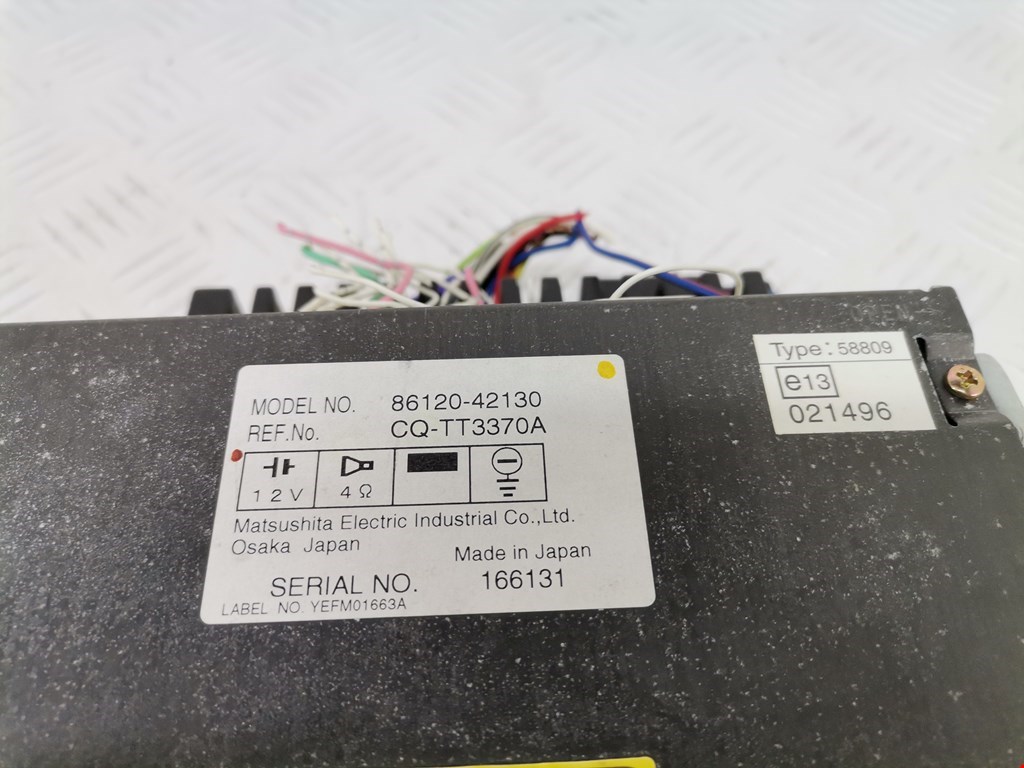 MODEL NO. 86120-42130
REF.No. CQ-TT3370A
12V 4Ω
Matsushita Electric Industrial Co.,Ltd.
Osaka Japan
Made in Japan
SERIAL NO. 166131
LABEL NO. YEFM01663A
Type: 58809
e13
021496